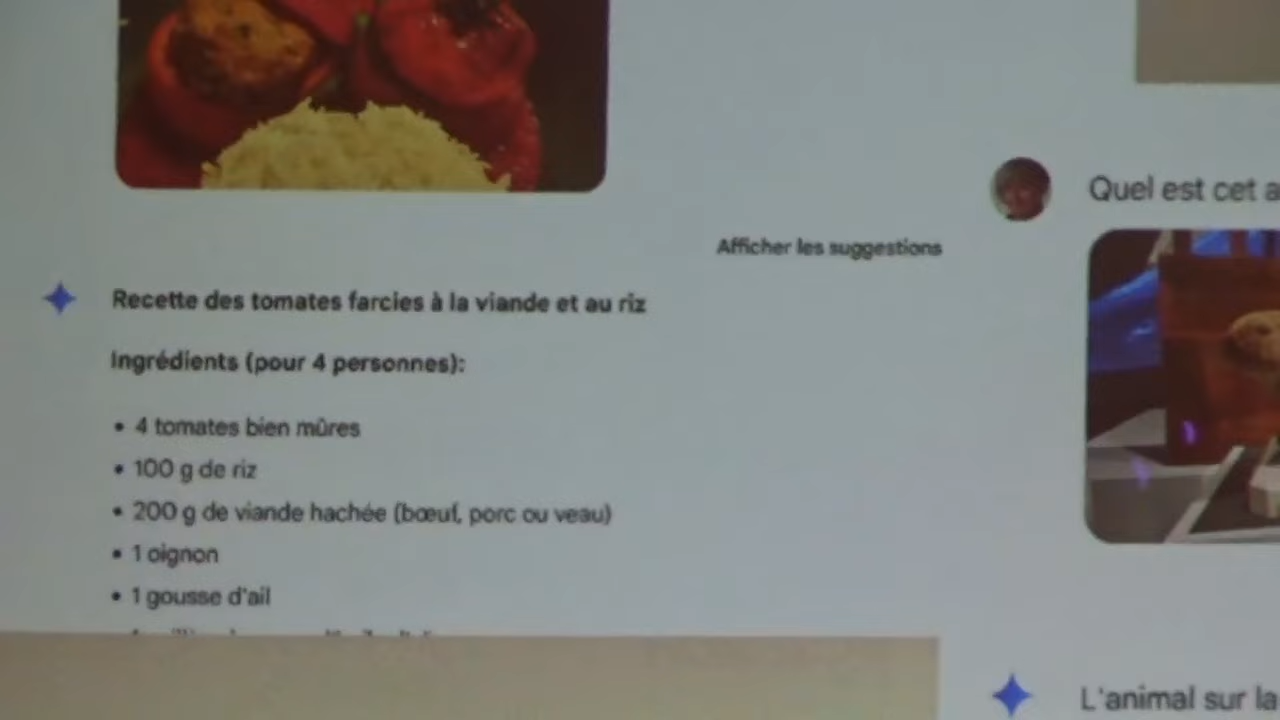 Afficher les suggestions
Recette des tomates farcies à la viande et au riz
Ingrédients (pour 4 personnes):
• 4 tomates bien mûres
• 100 g de riz
• 200 g de viande hachée (bœuf, porc ou veau)
• 1 oignon
• 1 gousse d'ail
Quel est cet a
L'animal sur la